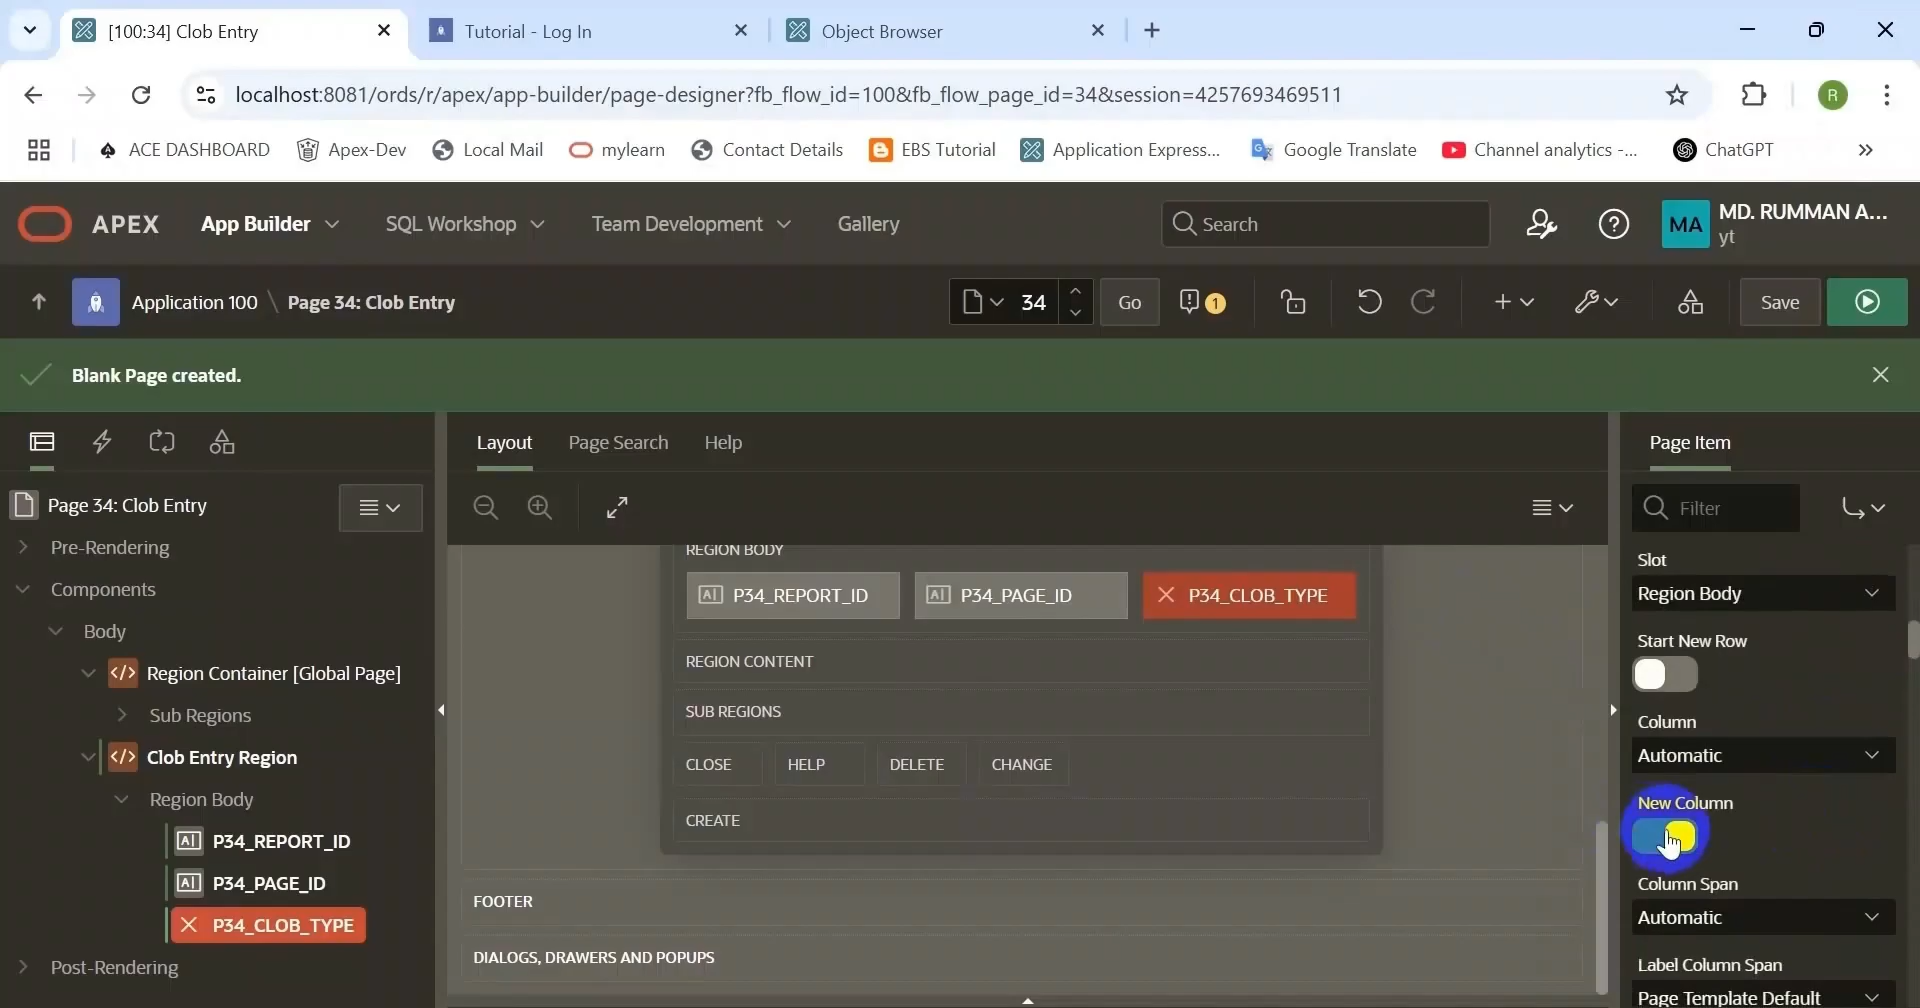 [100:34] Clob Entry
Tutorial - Log In
Object Browser
localhost:8081/ords/r/apex/app-builder/page-designer?fb_flow_id=100&fb_flow_page_id=34&session=4257693469511
R
ACE DASHBOARD
Apex-Dev
Local Mail
mylearn
Contact Details
EBS Tutorial
Application Express...
Google Translate
Channel analytics -...
ChatGPT
APEX
App Builder
SQL Workshop
Team Development
Gallery
Search
MA
MD. RUMMAN A...
yt
Application 100 \ Page 34: Clob Entry
34
Go
1
Save
Blank Page created.
Layout
Page Search
Help
Page Item
Page 34: Clob Entry
Pre-Rendering
Components
Body
Region Container [Global Page]
Sub Regions
Clob Entry Region
Region Body
P34_REPORT_ID
P34_PAGE_ID
P34_CLOB_TYPE
Post-Rendering
REGION BODY
P34_REPORT_ID
P34_PAGE_ID
P34_CLOB_TYPE
REGION CONTENT
SUB REGIONS
CLOSE
HELP
DELETE
CHANGE
CREATE
FOOTER
DIALOGS, DRAWERS AND POPUPS
Filter
Slot
Region Body
Start New Row
Column
Automatic
New Column
Column Span
Automatic
Label Column Span
Page Template Default